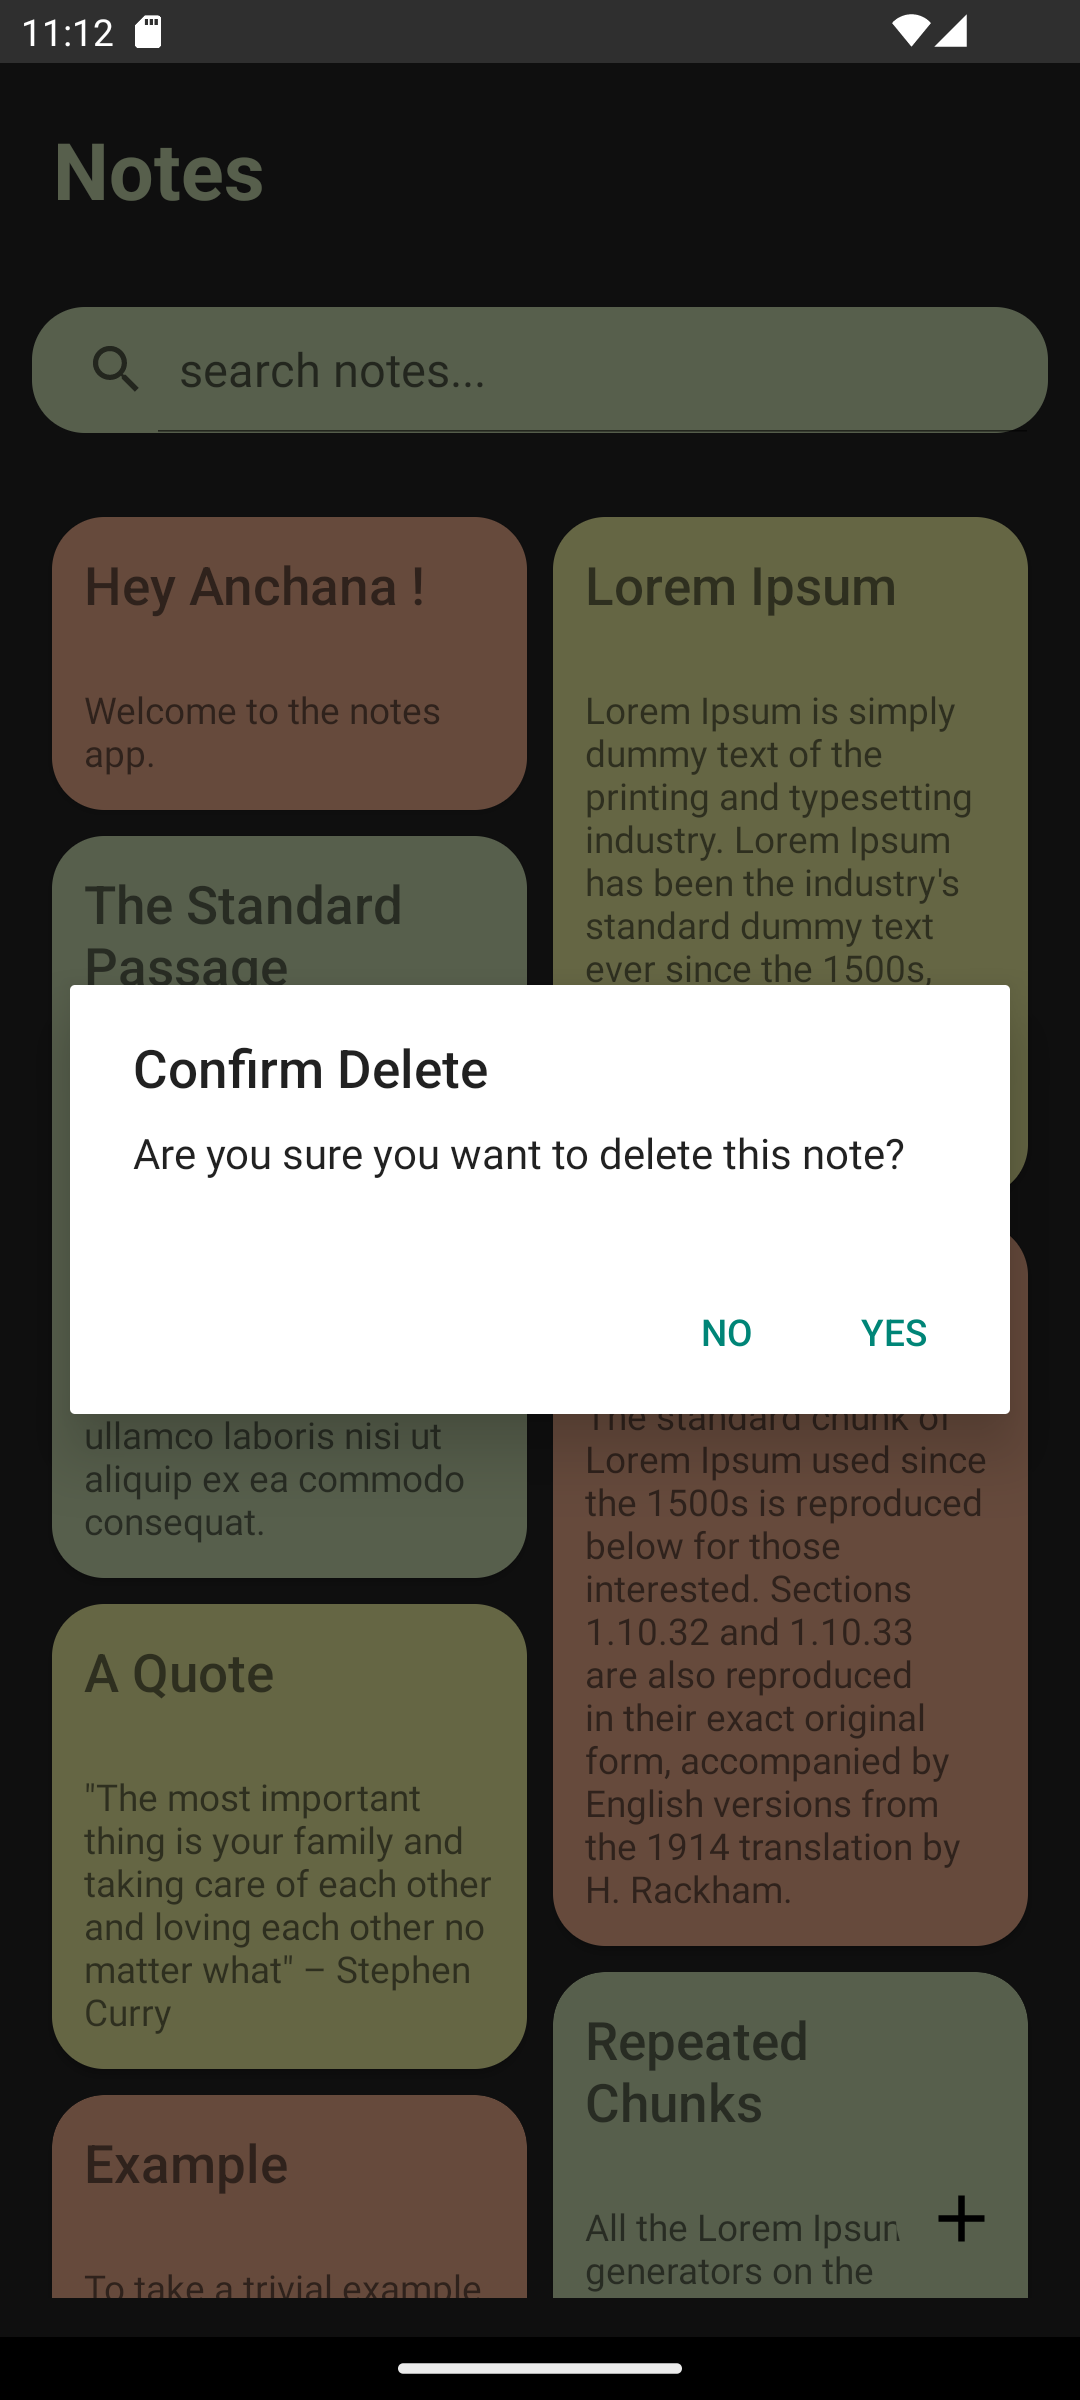 11:12
Notes
search notes...
Hey Anchana !
Welcome to the notes
app.
Lorem Ipsum
Lorem Ipsum is simply
dummy text of the
printing and typesetting
industry. Lorem Ipsum
has been the industry's
standard dummy text
ever since the 1500s,
The Standard
Passage
Confirm Delete
Are you sure you want to delete this note?
NO
YES
ullamco laboris nisi ut
aliquip ex ea commodo
consequat.
The standard chunk of
Lorem Ipsum used since
the 1500s is reproduced
below for those
interested. Sections
1.10.32 and 1.10.33
are also reproduced
in their exact original
form, accompanied by
English versions from
the 1914 translation by
H. Rackham.
A Quote
"The most important
thing is your family and
taking care of each other
and loving each other no
matter what" – Stephen
Curry
Repeated
Chunks
All the Lorem Ipsum
generators on the
Example
To take a trivial example